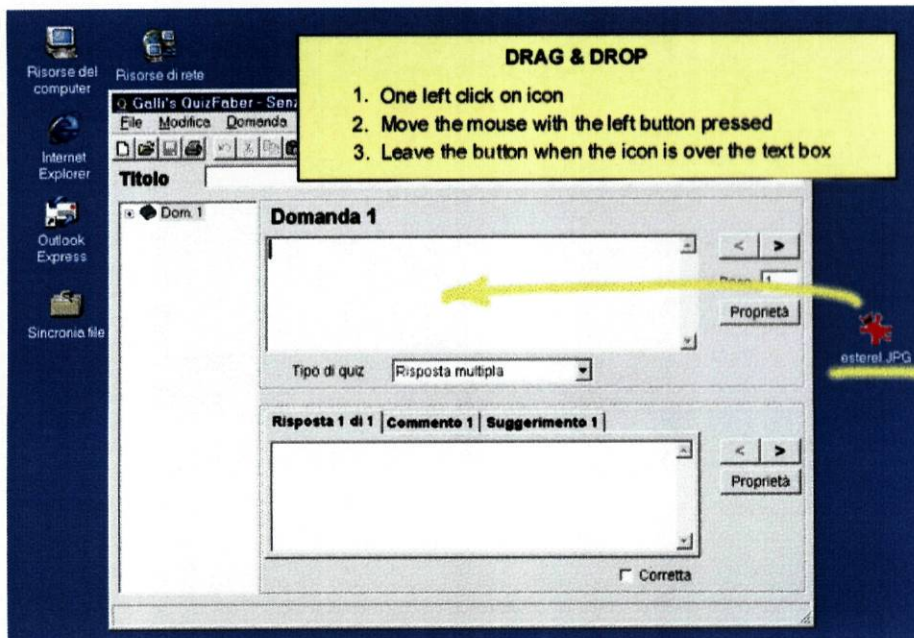 DRAG & DROP
1. One left click on icon
2. Move the mouse with the left button pressed
3. Leave the button when the icon is over the text box
Risorse del
computer
Risorse di rete
Internet
Explorer
Outlook
Express
Sincronia file
Galli's QuizFaber - Senz
File Modifica Domanda
Titolo
Dom. 1
Domanda 1
< >
1
Proprietà
esterel.JPG
Tipo di quiz Risposta multipla
Risposta 1 di 1 Commento 1 Suggerimento 1
< >
Proprietà
Corretta